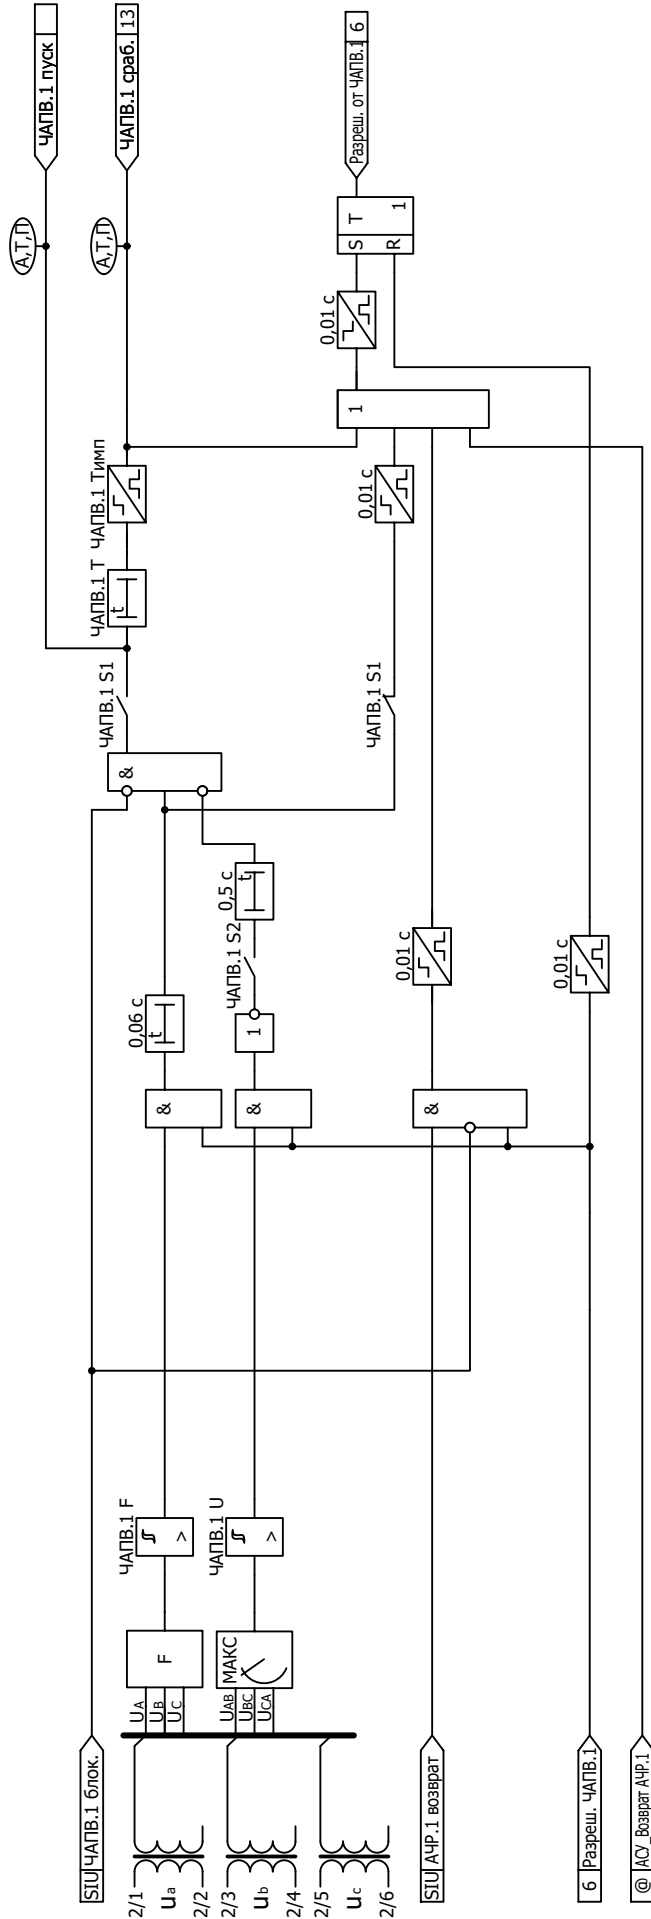 SIU ЧАПВ.1 блок.
2/1
ua
2/2
2/3
ub
2/4
2/5
uc
2/6
UA
UB
UC
F
UAB
UBC
UCA
МАКС
ЧАПВ.1 F
>
ЧАПВ.1 U
>
SIU АЧР.1 возврат
6 Разреш. ЧАПВ.1
@ АСУ_Возврат АЧР.1
&
&
&
0,06 с
t
1
ЧАПВ.1 S2
0,5 с
t
0,01 с
0,01 с
&
ЧАПВ.1 S1
ЧАПВ.1 S1
ЧАПВ.1 T
t
ЧАПВ.1 Тимп
0,01 с
1
0,01 с
S T
R 1
А,Т,П
А,Т,П
ЧАПВ.1 пуск
ЧАПВ.1 сраб. 13
Разреш. от ЧАПВ.1 6